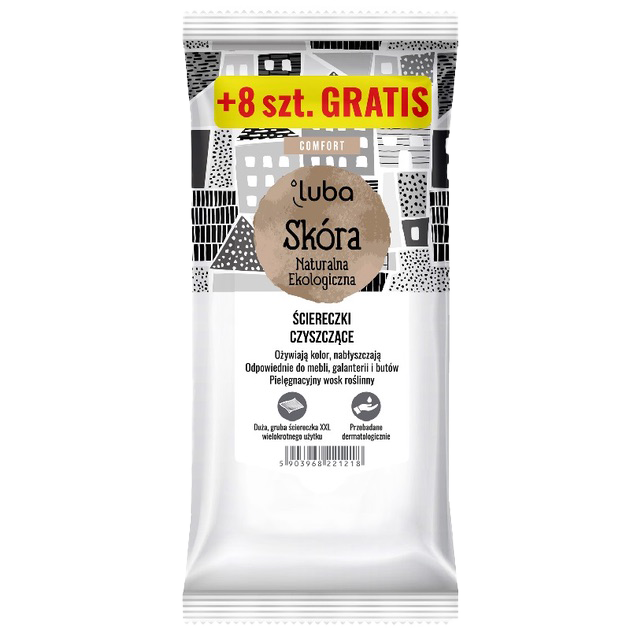 +8 szt. GRATIS
COMFORT
luba
Skóra
Naturalna
Ekologiczna
ŚCIERECZKI
CZYSZCZĄCE
Ożywiają kolor, nabłyszczają
Odpowiednie do mebli, galanterii i butów
Pielęgnacyjny wosk roślinny
Duża, gruba ściereczka XXL
wielokrotnego użytku
Przebadano
dermatologicznie
5 903968 221218